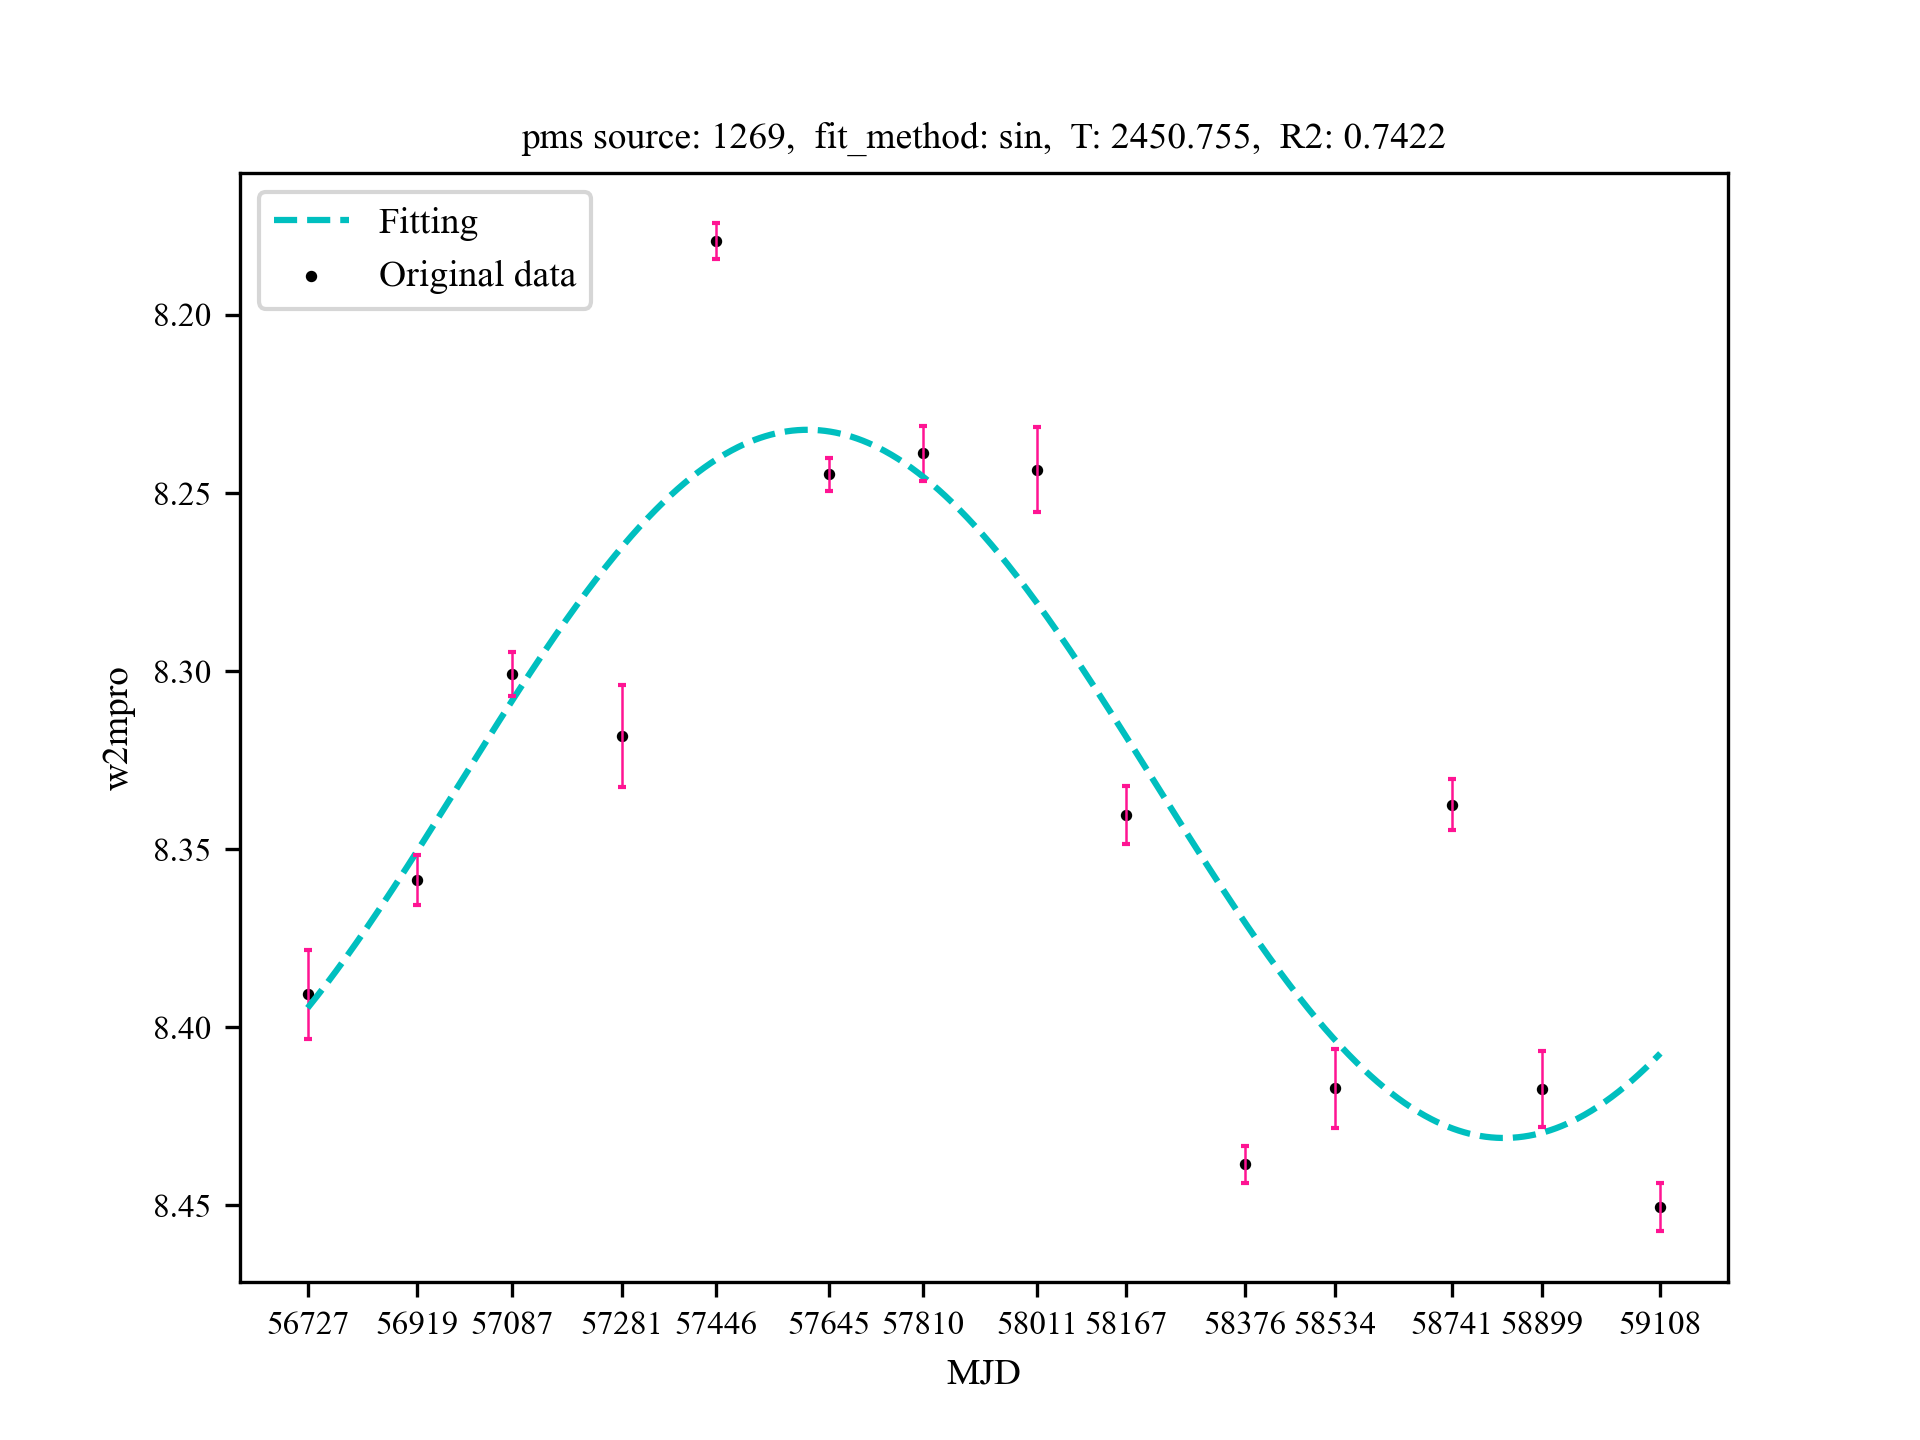 pms source: 1269,  fit_method: sin,  T: 2450.755,  R2: 0.7422
Fitting
Original data
8.20
8.25
8.30
8.35
8.40
8.45
w2mpro
56727 56919 57087 57281 57446 57645 57810 58011 58167 58376 58534 58741 58899 59108
MJD